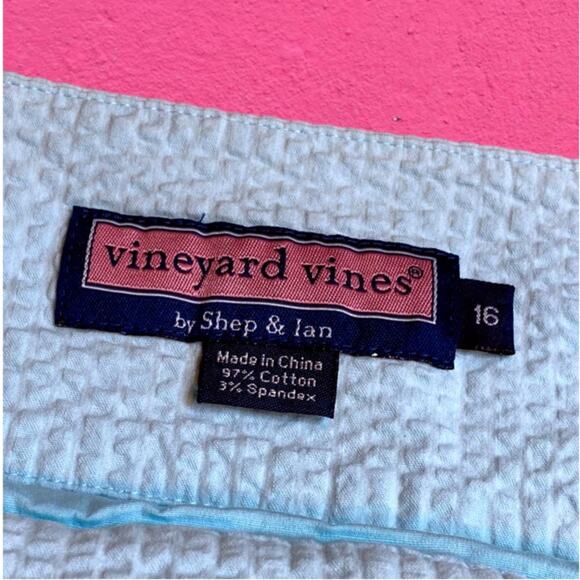 vineyard vines®
by Shep & Ian
16
Made in China
97% Cotton
3% Spandex